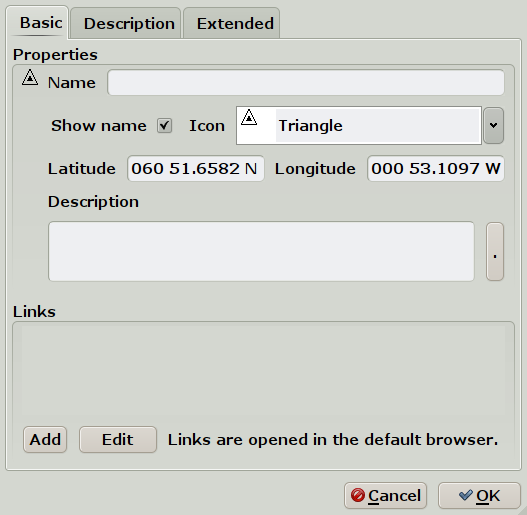 Basic Description Extended
Properties
Name
Show name Icon Triangle
Latitude 060 51.6582 N Longitude 000 53.1097 W
Description
.
Links
Add Edit Links are opened in the default browser.
Cancel OK